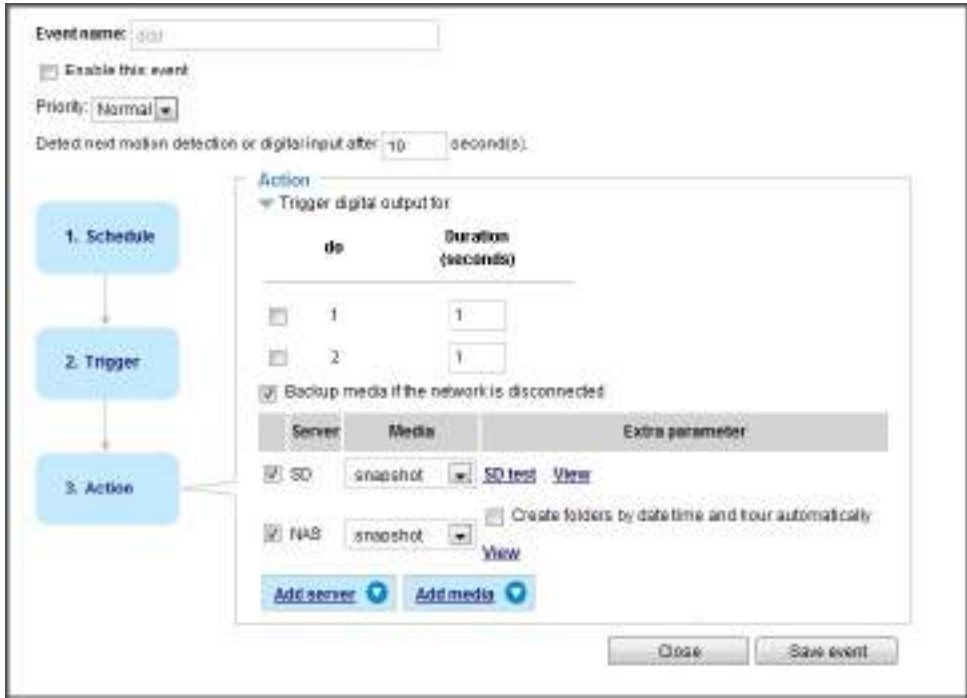 Event name:
Enable this event
Priority: Normal
Detect next motion detection or digital input after 10 second(s).
Action
Trigger digital output for
1. Schedule
do Duration (seconds)
1 1
2. Trigger
2 1
Backup media if the network is disconnected
Server Media Extra parameter
3. Action
SD snapshot SD test View
NAS snapshot Create folders by date time and hour automatically
View
Add server Add media
Close Save event